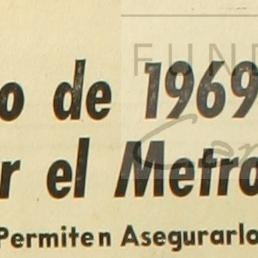 FUND
o de 1969
r el Metro
Permiten Asegurarlo